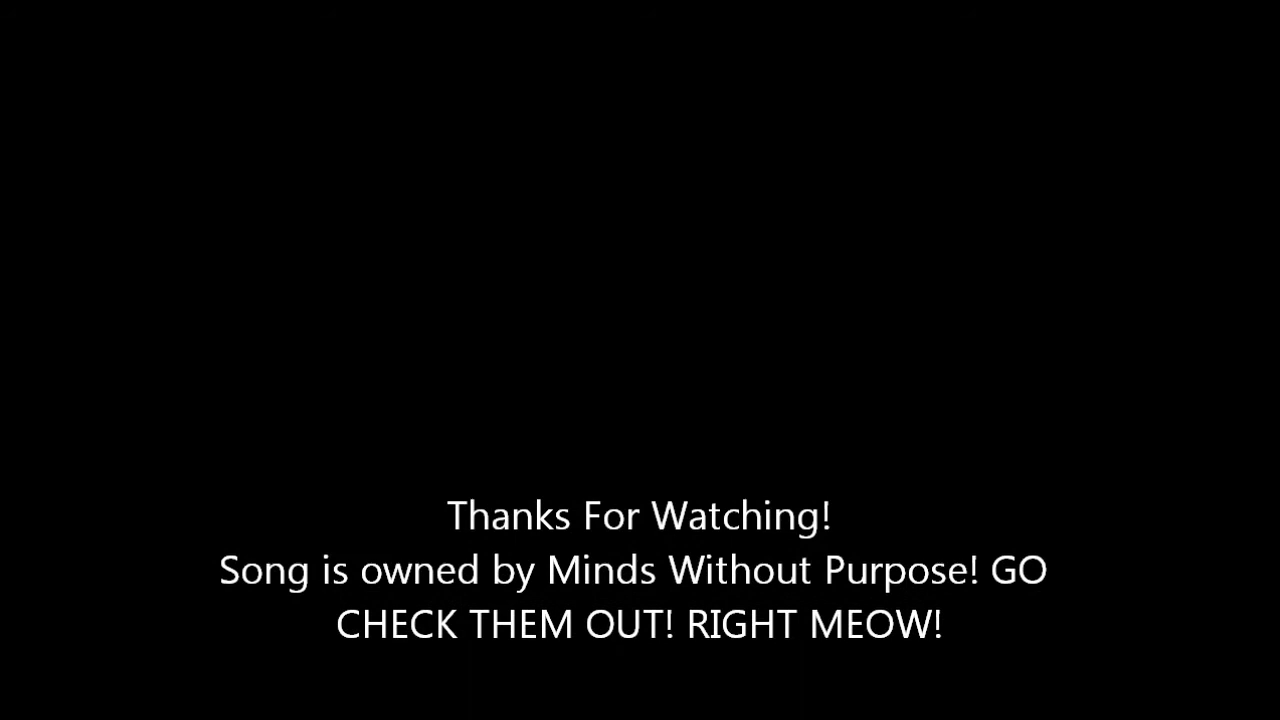 Thanks For Watching!
Song is owned by Minds Without Purpose! GO
CHECK THEM OUT! RIGHT MEOW!